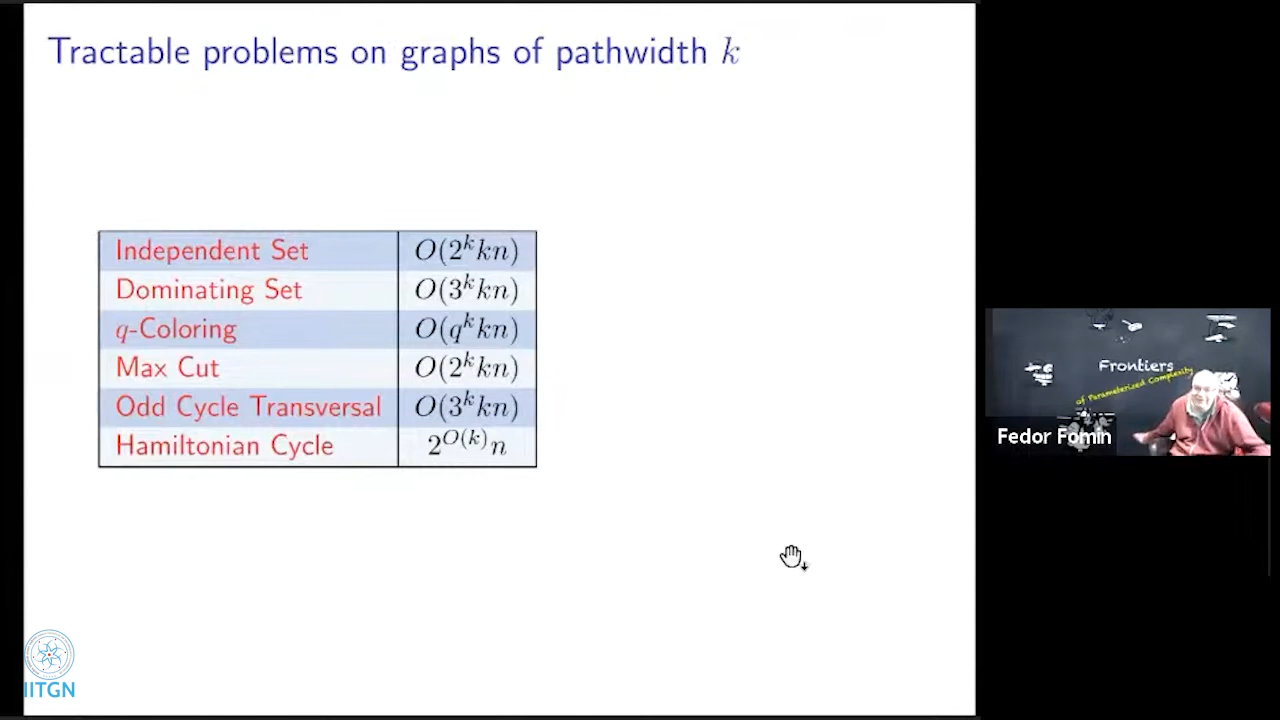 Tractable problems on graphs of pathwidth k
Independent Set O(2^k kn)
Dominating Set O(3^k kn)
q-Coloring O(q^k kn)
Max Cut O(2^k kn)
Odd Cycle Transversal O(3^k kn)
Hamiltonian Cycle 2^{O(k)} n
Frontiers
of Parameterized Complexity
Fedor Fomin
IITGN